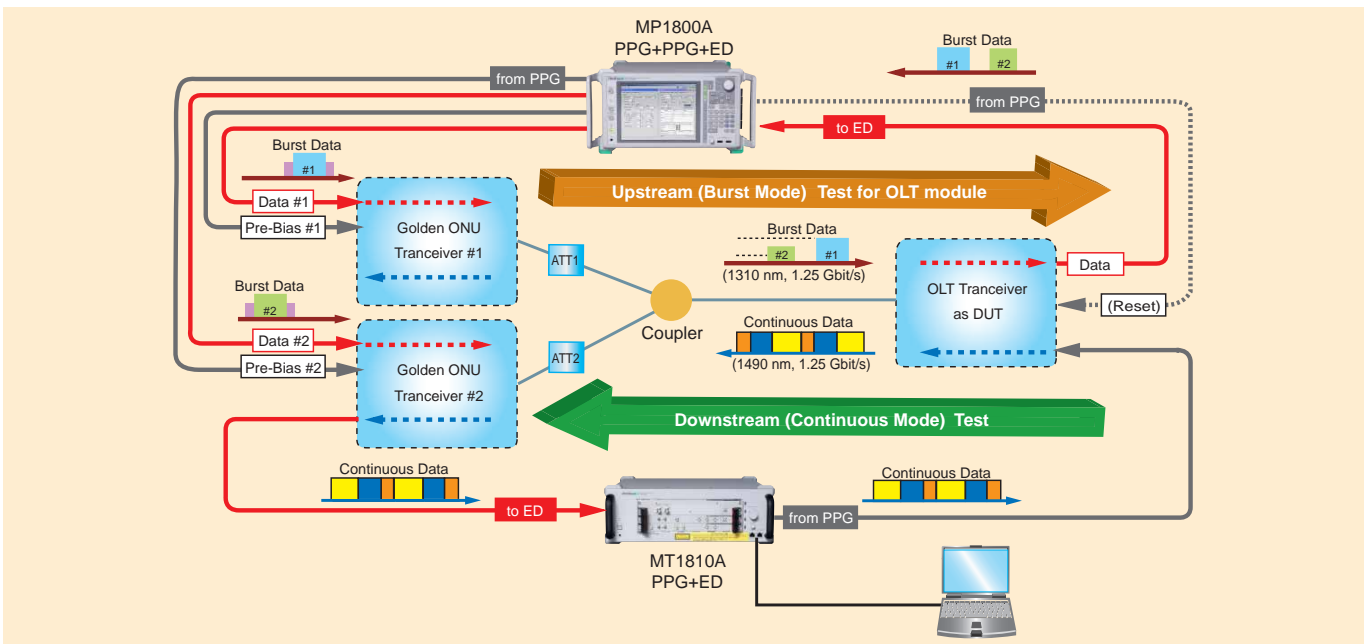 MP1800A
PPG+PPG+ED
Burst Data
#1
#2
from PPG
from PPG
to ED
Burst Data
#1
Upstream (Burst Mode) Test for OLT module
Data #1
Pre-Bias #1
Golden ONU
Tranceiver #1
ATT1
Burst Data
#2
#1
(1310 nm, 1.25 Gbit/s)
Data
OLT Tranceiver
as DUT
(Reset)
Burst Data
#2
Coupler
Continuous Data
(1490 nm, 1.25 Gbit/s)
Data #2
Pre-Bias #2
Golden ONU
Tranceiver #2
ATT2
Downstream (Continuous Mode) Test
Continuous Data
Continuous Data
to ED
from PPG
MT1810A
PPG+ED